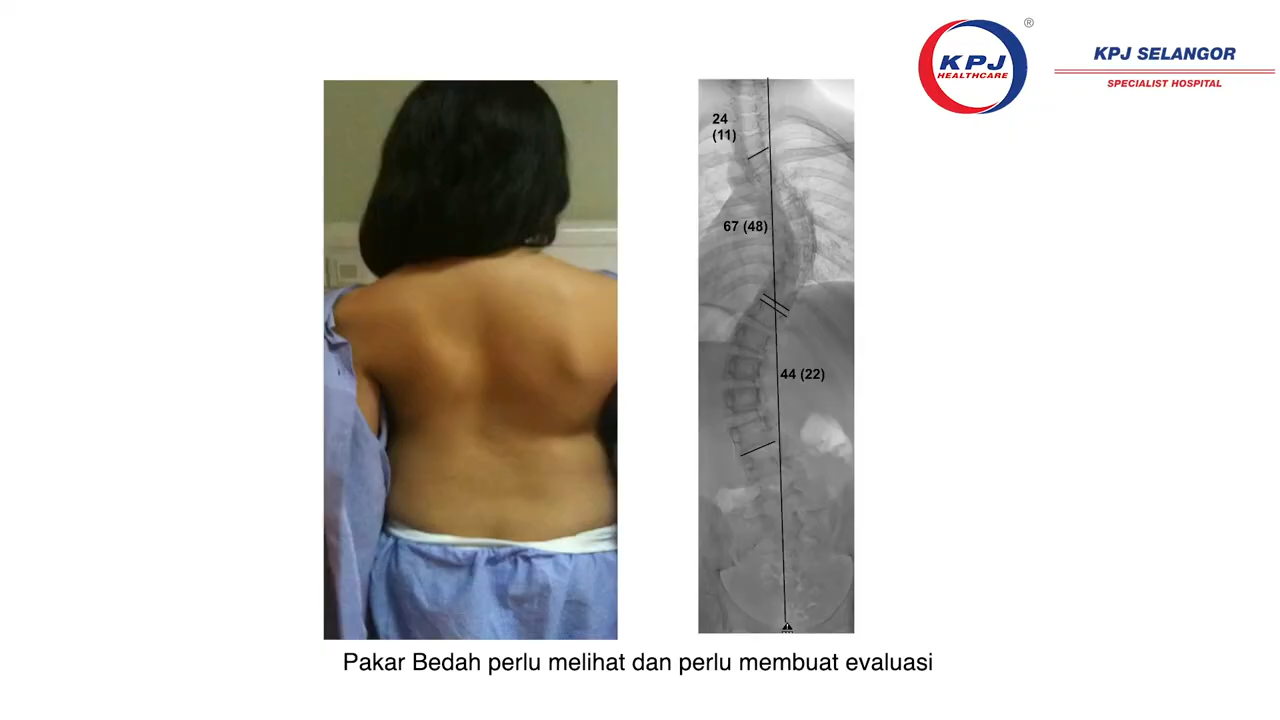 KPJ
HEALTHCARE
®
KPJ SELANGOR
SPECIALIST HOSPITAL
24
(11)
67 (48)
44 (22)
Pakar Bedah perlu melihat dan perlu membuat evaluasi